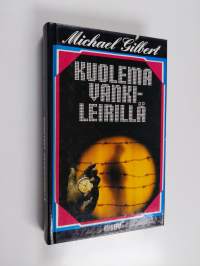 Michael Gilbert
KUOLEMA
VANKI-
LEIRILLÄ